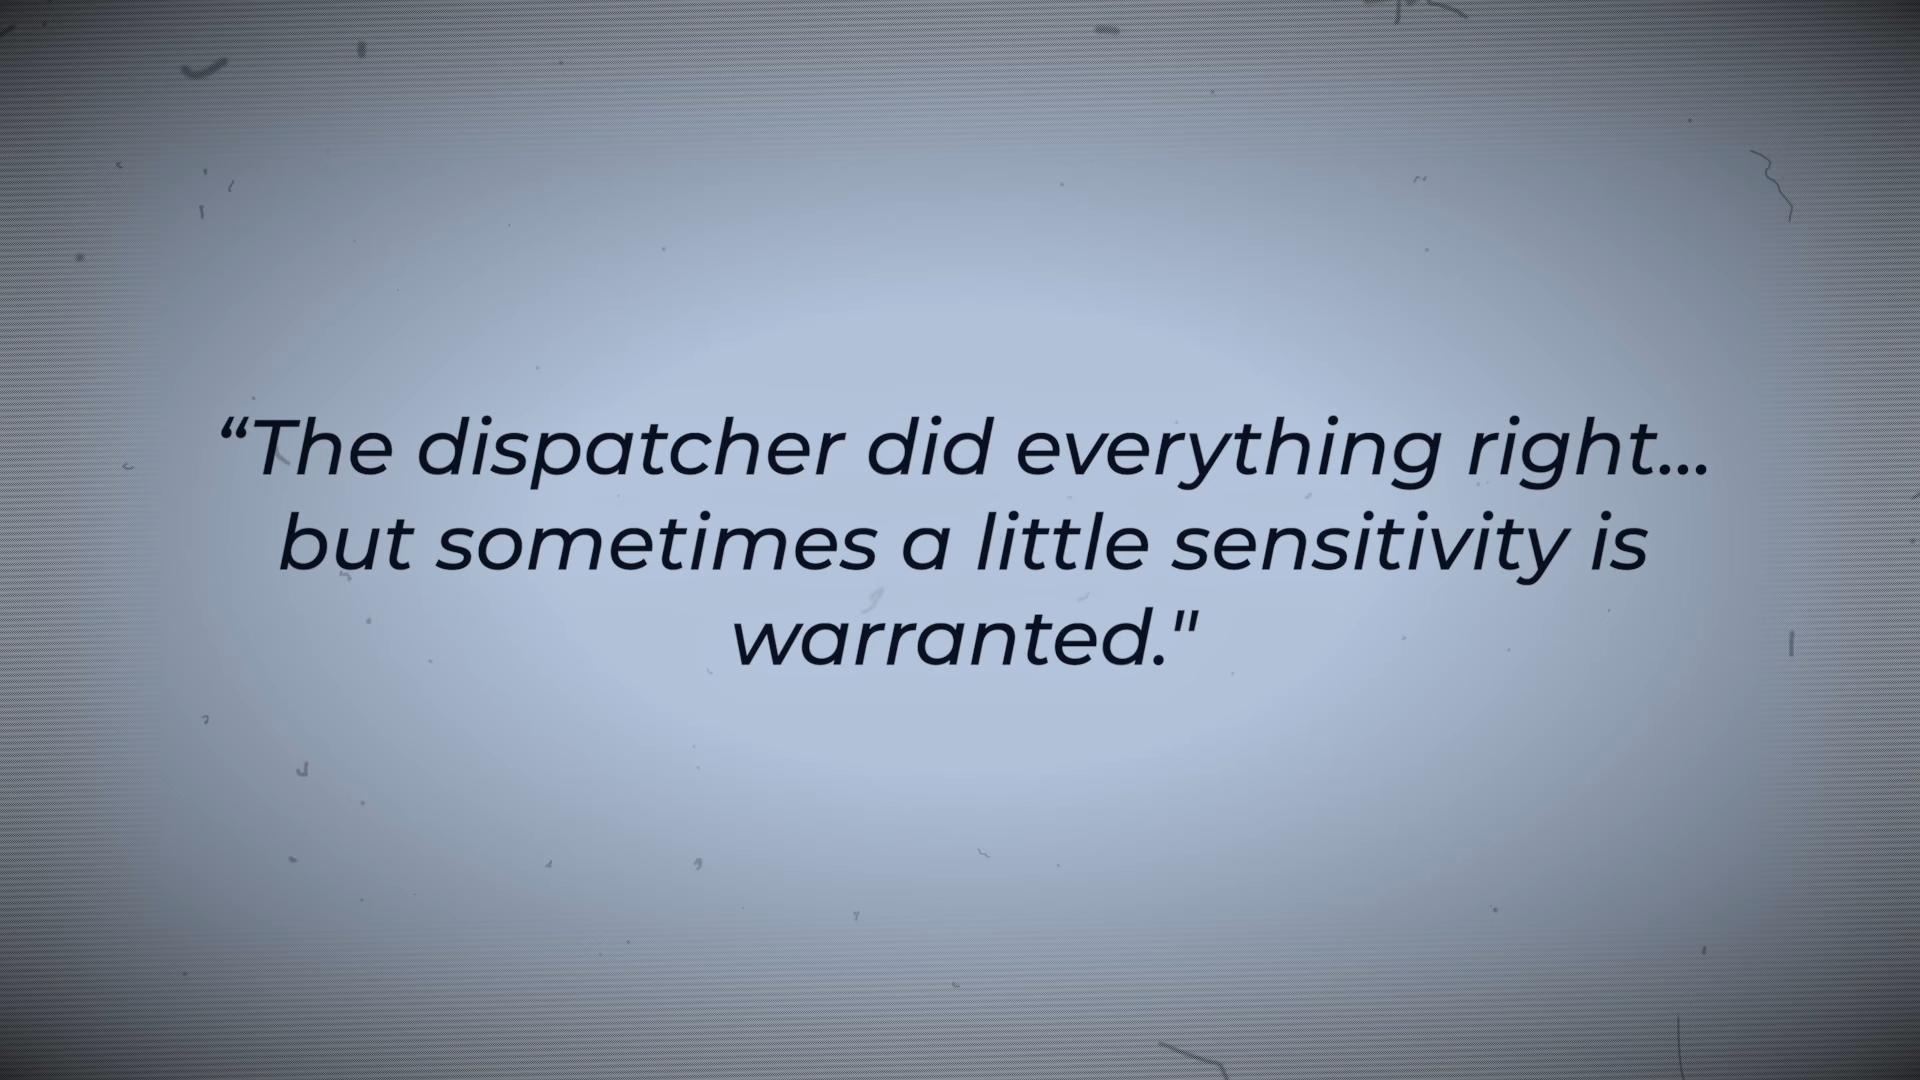 “The dispatcher did everything right...
but sometimes a little sensitivity is
warranted."